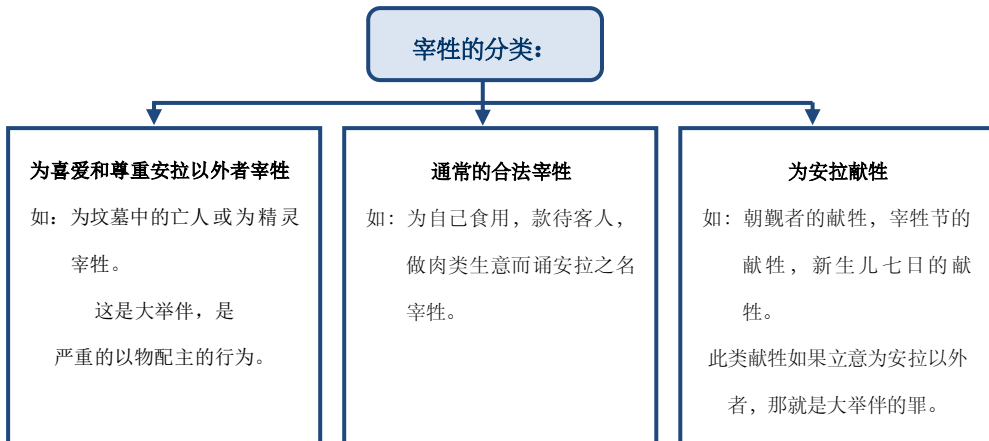 宰牲的分类：
为喜爱和尊重安拉以外者宰牲
如：为坟墓中的亡人或为精灵
宰牲。
这是大举伴，是
严重的以物配主的行为。
通常的合法宰牲
如：为自己食用，款待客人，
做肉类生意而诵安拉之名
宰牲。
为安拉献牲
如：朝觐者的献牲，宰牲节的
献牲，新生儿七日的献
牲。
此类献牲如果立意为安拉以外
者，那就是大举伴的罪。